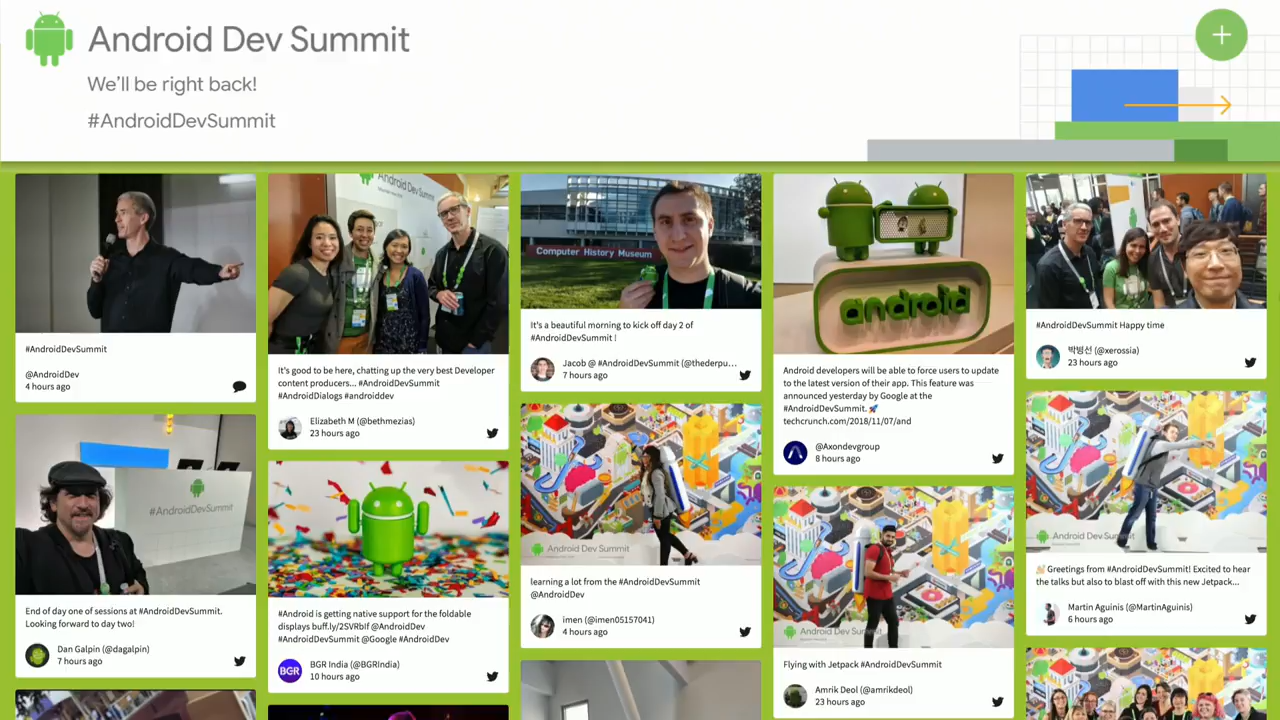 Android Dev Summit
We'll be right back!
#AndroidDevSummit
#AndroidDevSummit
@AndroidDev
4 hours ago
#AndroidDevSummit
End of day one of sessions at #AndroidDevSummit.
Looking forward to day two!
Dan Galpin (@dagalpin)
7 hours ago
Android Dev Summit
It's good to be here, chatting up the very best Developer
content producers... #AndroidDevSummit
#AndroidDialogs #androiddev
Elizabeth M (@bethmezias)
23 hours ago
#Android is getting native support for the foldable
displays buff.ly/2SVRbIf @AndroidDev
#AndroidDevSummit @Google #AndroidDev
BGR
BGR India (@BGRIndia)
10 hours ago
Computer History Museum
It's a beautiful morning to kick off day 2 of
#AndroidDevSummit !
Jacob @ #AndroidDevSummit (@thederpu...
7 hours ago
Android Dev Summit
learning a lot from the #AndroidDevSummit
@AndroidDev
imen (@imen05157041)
4 hours ago
android
Android developers will be able to force users to update
to the latest version of their app. This feature was
announced yesterday by Google at the
#AndroidDevSummit. 🚀
techcrunch.com/2018/11/07/and
@Axondevgroup
8 hours ago
Android Dev Summit
Flying with Jetpack #AndroidDevSummit
Amrik Deol (@amrikdeol)
23 hours ago
#AndroidDevSummit Happy time
박빙선 (@xerossia)
23 hours ago
Android Dev Summit
👋 Greetings from #AndroidDevSummit! Excited to hear
the talks but also to blast off with this new Jetpack...
Martin Aguinis (@MartinAguinis)
6 hours ago